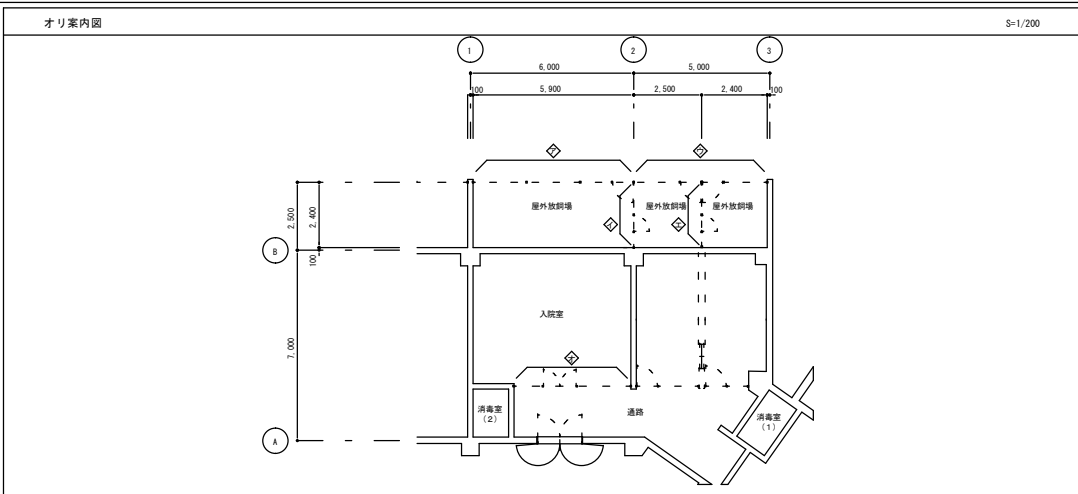 オリ案内図
S=1/200
1
2
3
6,000
5,000
100
5,900
2,500
2,400
100
ア
ウ
屋外放飼場
屋外放飼場
屋外放飼場
イ
エ
2,500
2,400
B
100
入院室
7,000
オ
消毒室
(2)
通路
消毒室
(1)
A